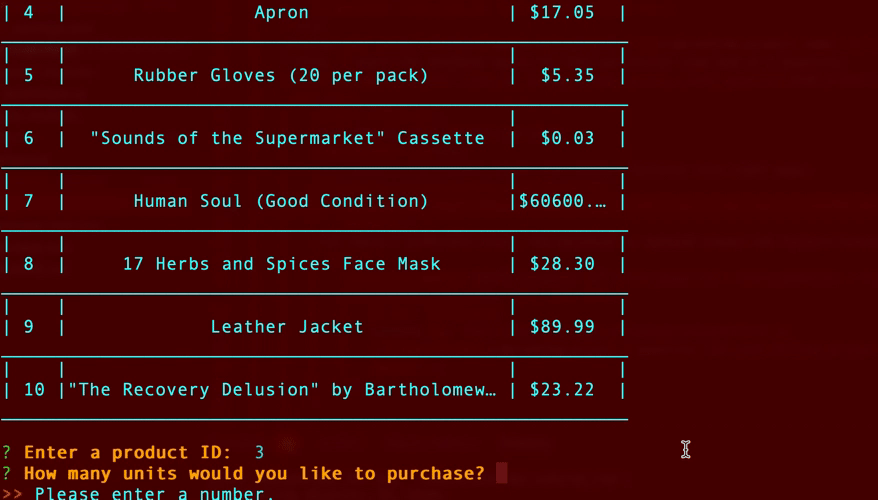 | 4 | Apron | $17.05 |
| 5 | Rubber Gloves (20 per pack) | $5.35 |
| 6 | "Sounds of the Supermarket" Cassette | $0.03 |
| 7 | Human Soul (Good Condition) |$60600.… |
| 8 | 17 Herbs and Spices Face Mask | $28.30 |
| 9 | Leather Jacket | $89.99 |
| 10 |"The Recovery Delusion" by Bartholomew… | $23.22 |
? Enter a product ID: 3
? How many units would you like to purchase?
>> Please enter a number.